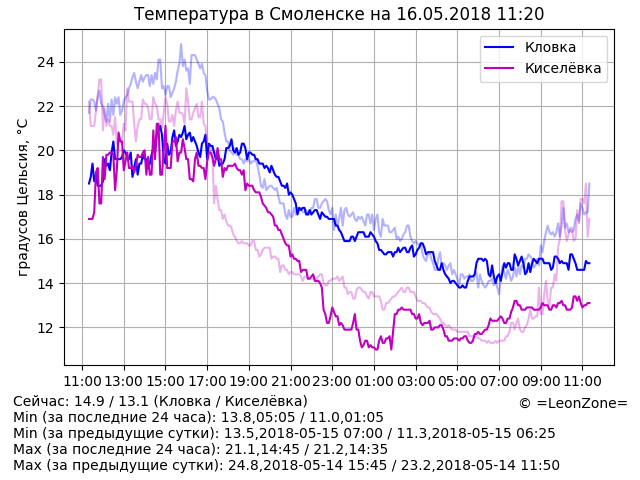 Температура в Смоленске на 16.05.2018 11:20
Кловка
Киселёвка
градусов Цельсия, °C
24
22
20
18
16
14
12
11:00 13:00 15:00 17:00 19:00 21:00 23:00 01:00 03:00 05:00 07:00 09:00 11:00
Сейчас: 14.9 / 13.1 (Кловка / Киселёвка)
© =LeonZone=
Min (за последние 24 часа): 13.8,05:05 / 11.0,01:05
Min (за предыдущие сутки): 13.5,2018-05-15 07:00 / 11.3,2018-05-15 06:25
Max (за последние 24 часа): 21.1,14:45 / 21.2,14:35
Max (за предыдущие сутки): 24.8,2018-05-14 15:45 / 23.2,2018-05-14 11:50